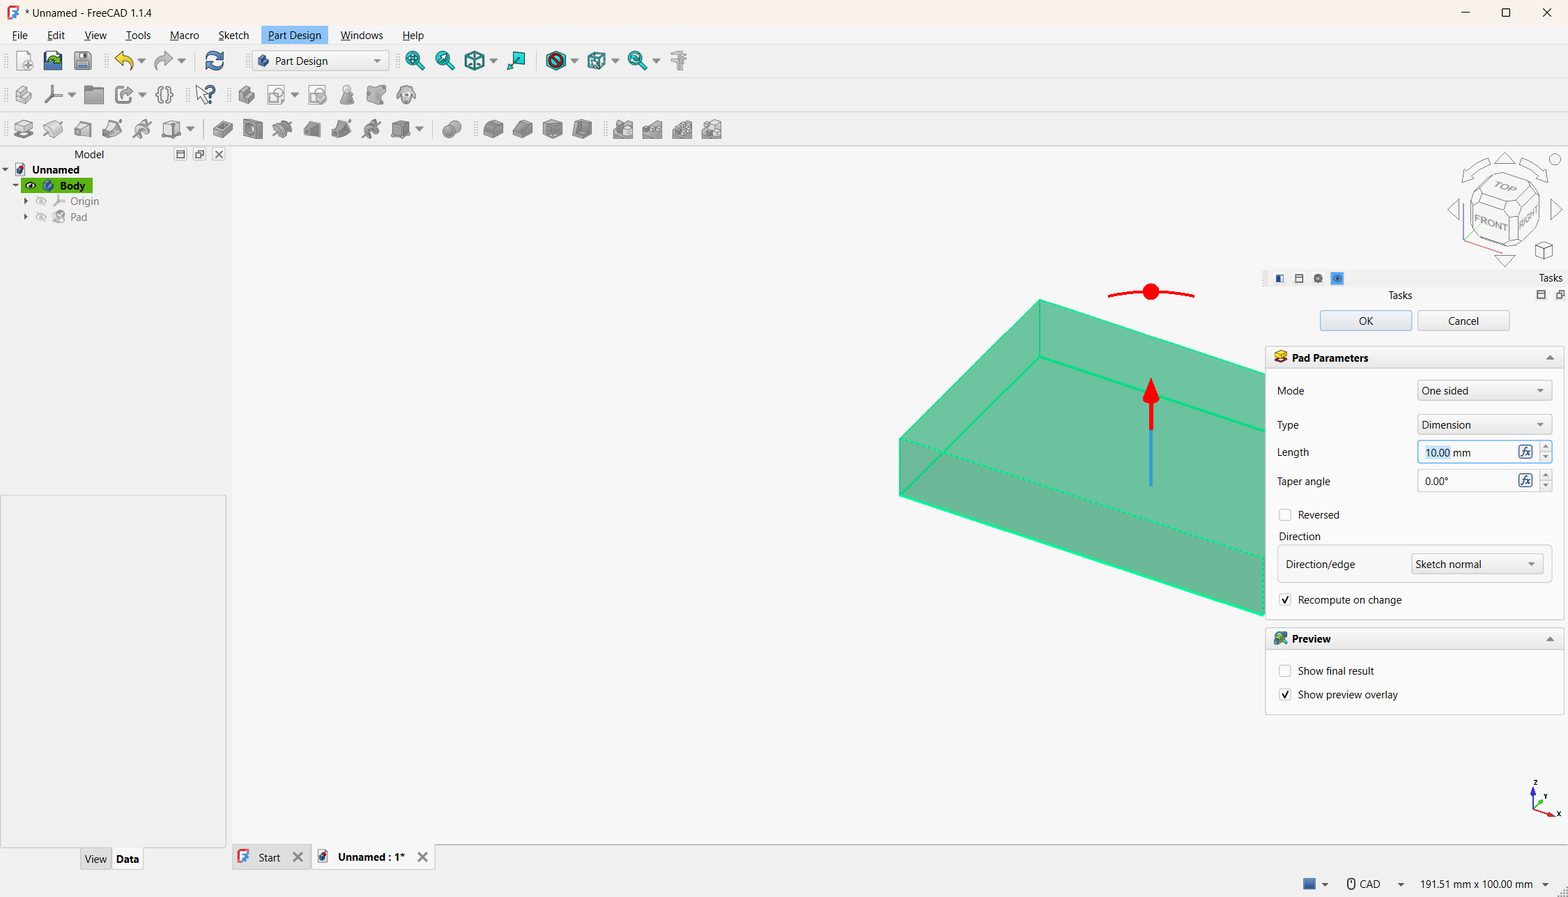 * Unnamed - FreeCAD 1.1.4
File Edit View Tools Macro Sketch Part Design Windows Help
Part Design
Model
Unnamed
Body
Origin
Pad
TOP
FRONT
RIGHT
Tasks
Tasks
OK Cancel
Pad Parameters
Mode One sided
Type Dimension
Length 10.00 mm
Taper angle 0.00°
Reversed
Direction
Direction/edge Sketch normal
Recompute on change
Preview
Show final result
Show preview overlay
Z
Y
X
View Data
Start Unnamed : 1*
CAD 191.51 mm x 100.00 mm